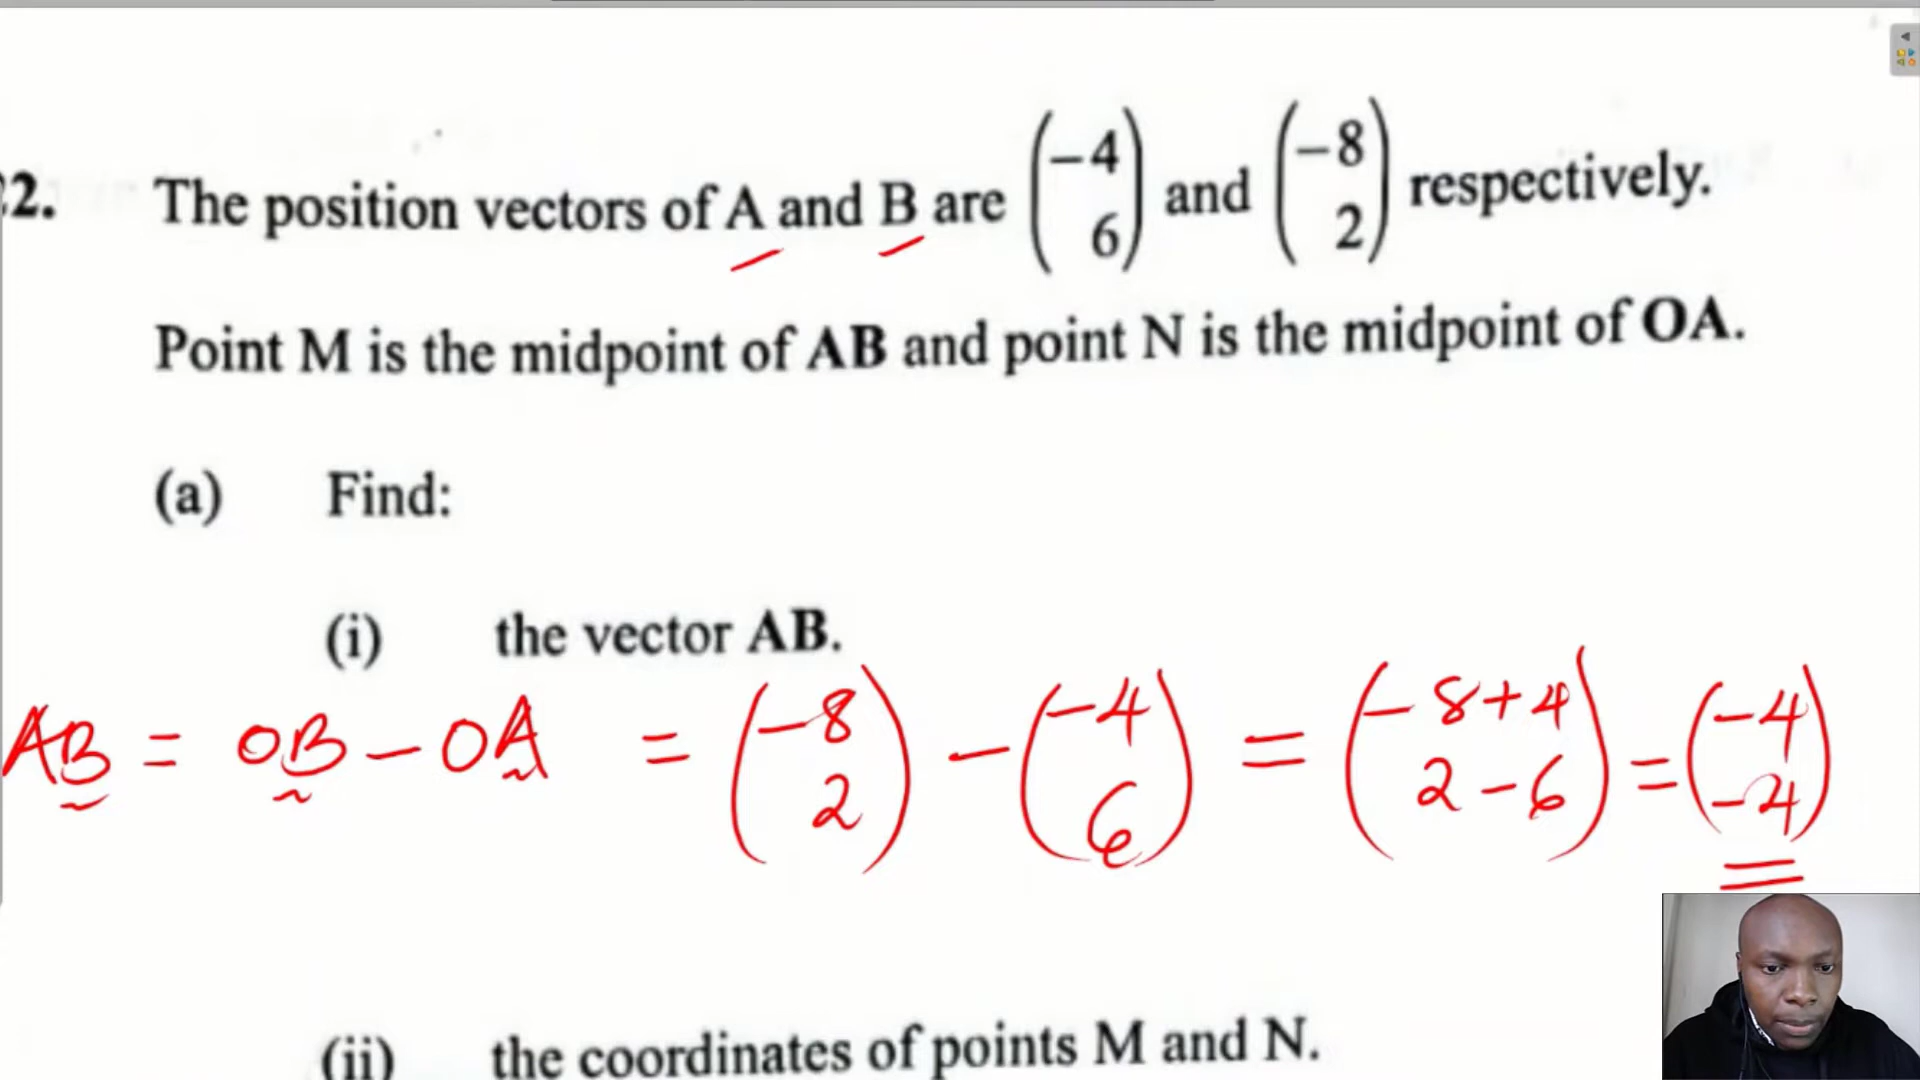 22. The position vectors of A and B are (-4 6) and (-8 2) respectively.
Point M is the midpoint of AB and point N is the midpoint of OA.
(a) Find:
(i) the vector AB.
AB = OB - OA = (-8 2) - (-4 6) = (-8+4 2-6) = (-4 -4)
(ii) the coordinates of points M and N.